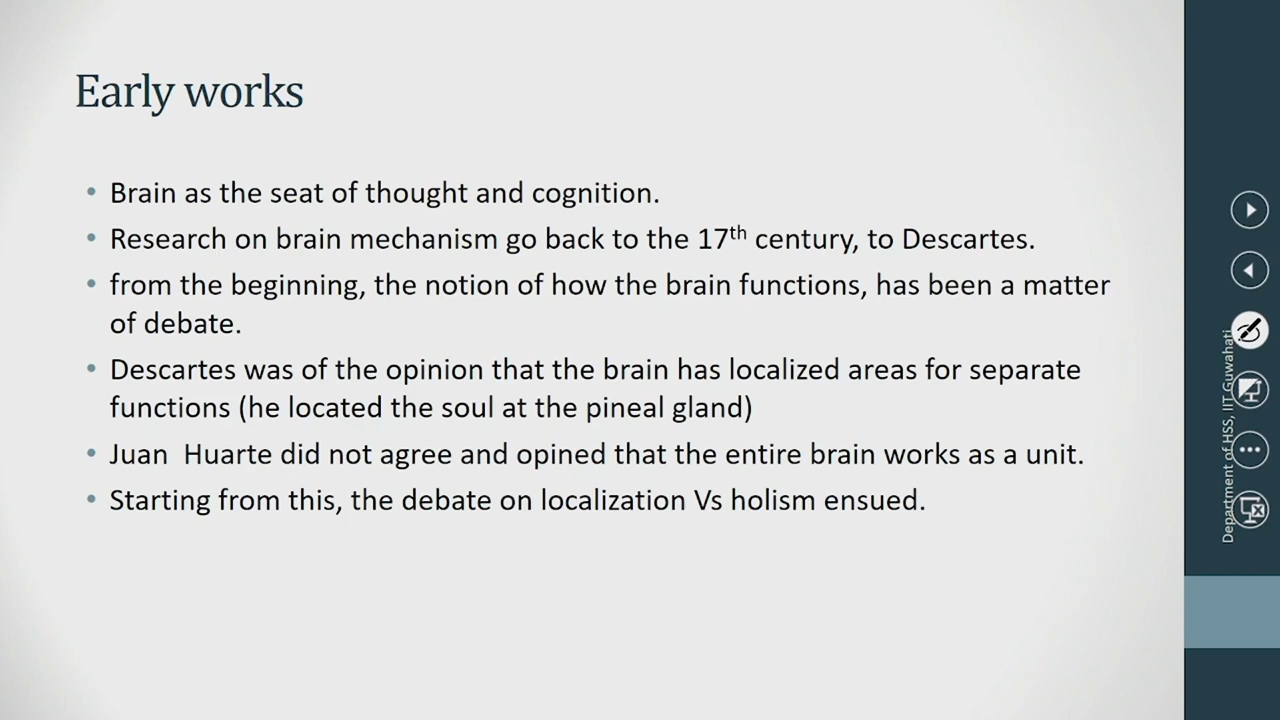 Early works
• Brain as the seat of thought and cognition.
• Research on brain mechanism go back to the 17th century, to Descartes.
• from the beginning, the notion of how the brain functions, has been a matter
of debate.
• Descartes was of the opinion that the brain has localized areas for separate
functions (he located the soul at the pineal gland)
• Juan  Huarte did not agree and opined that the entire brain works as a unit.
• Starting from this, the debate on localization Vs holism ensued.
Department of HSS, IIT Guwahati